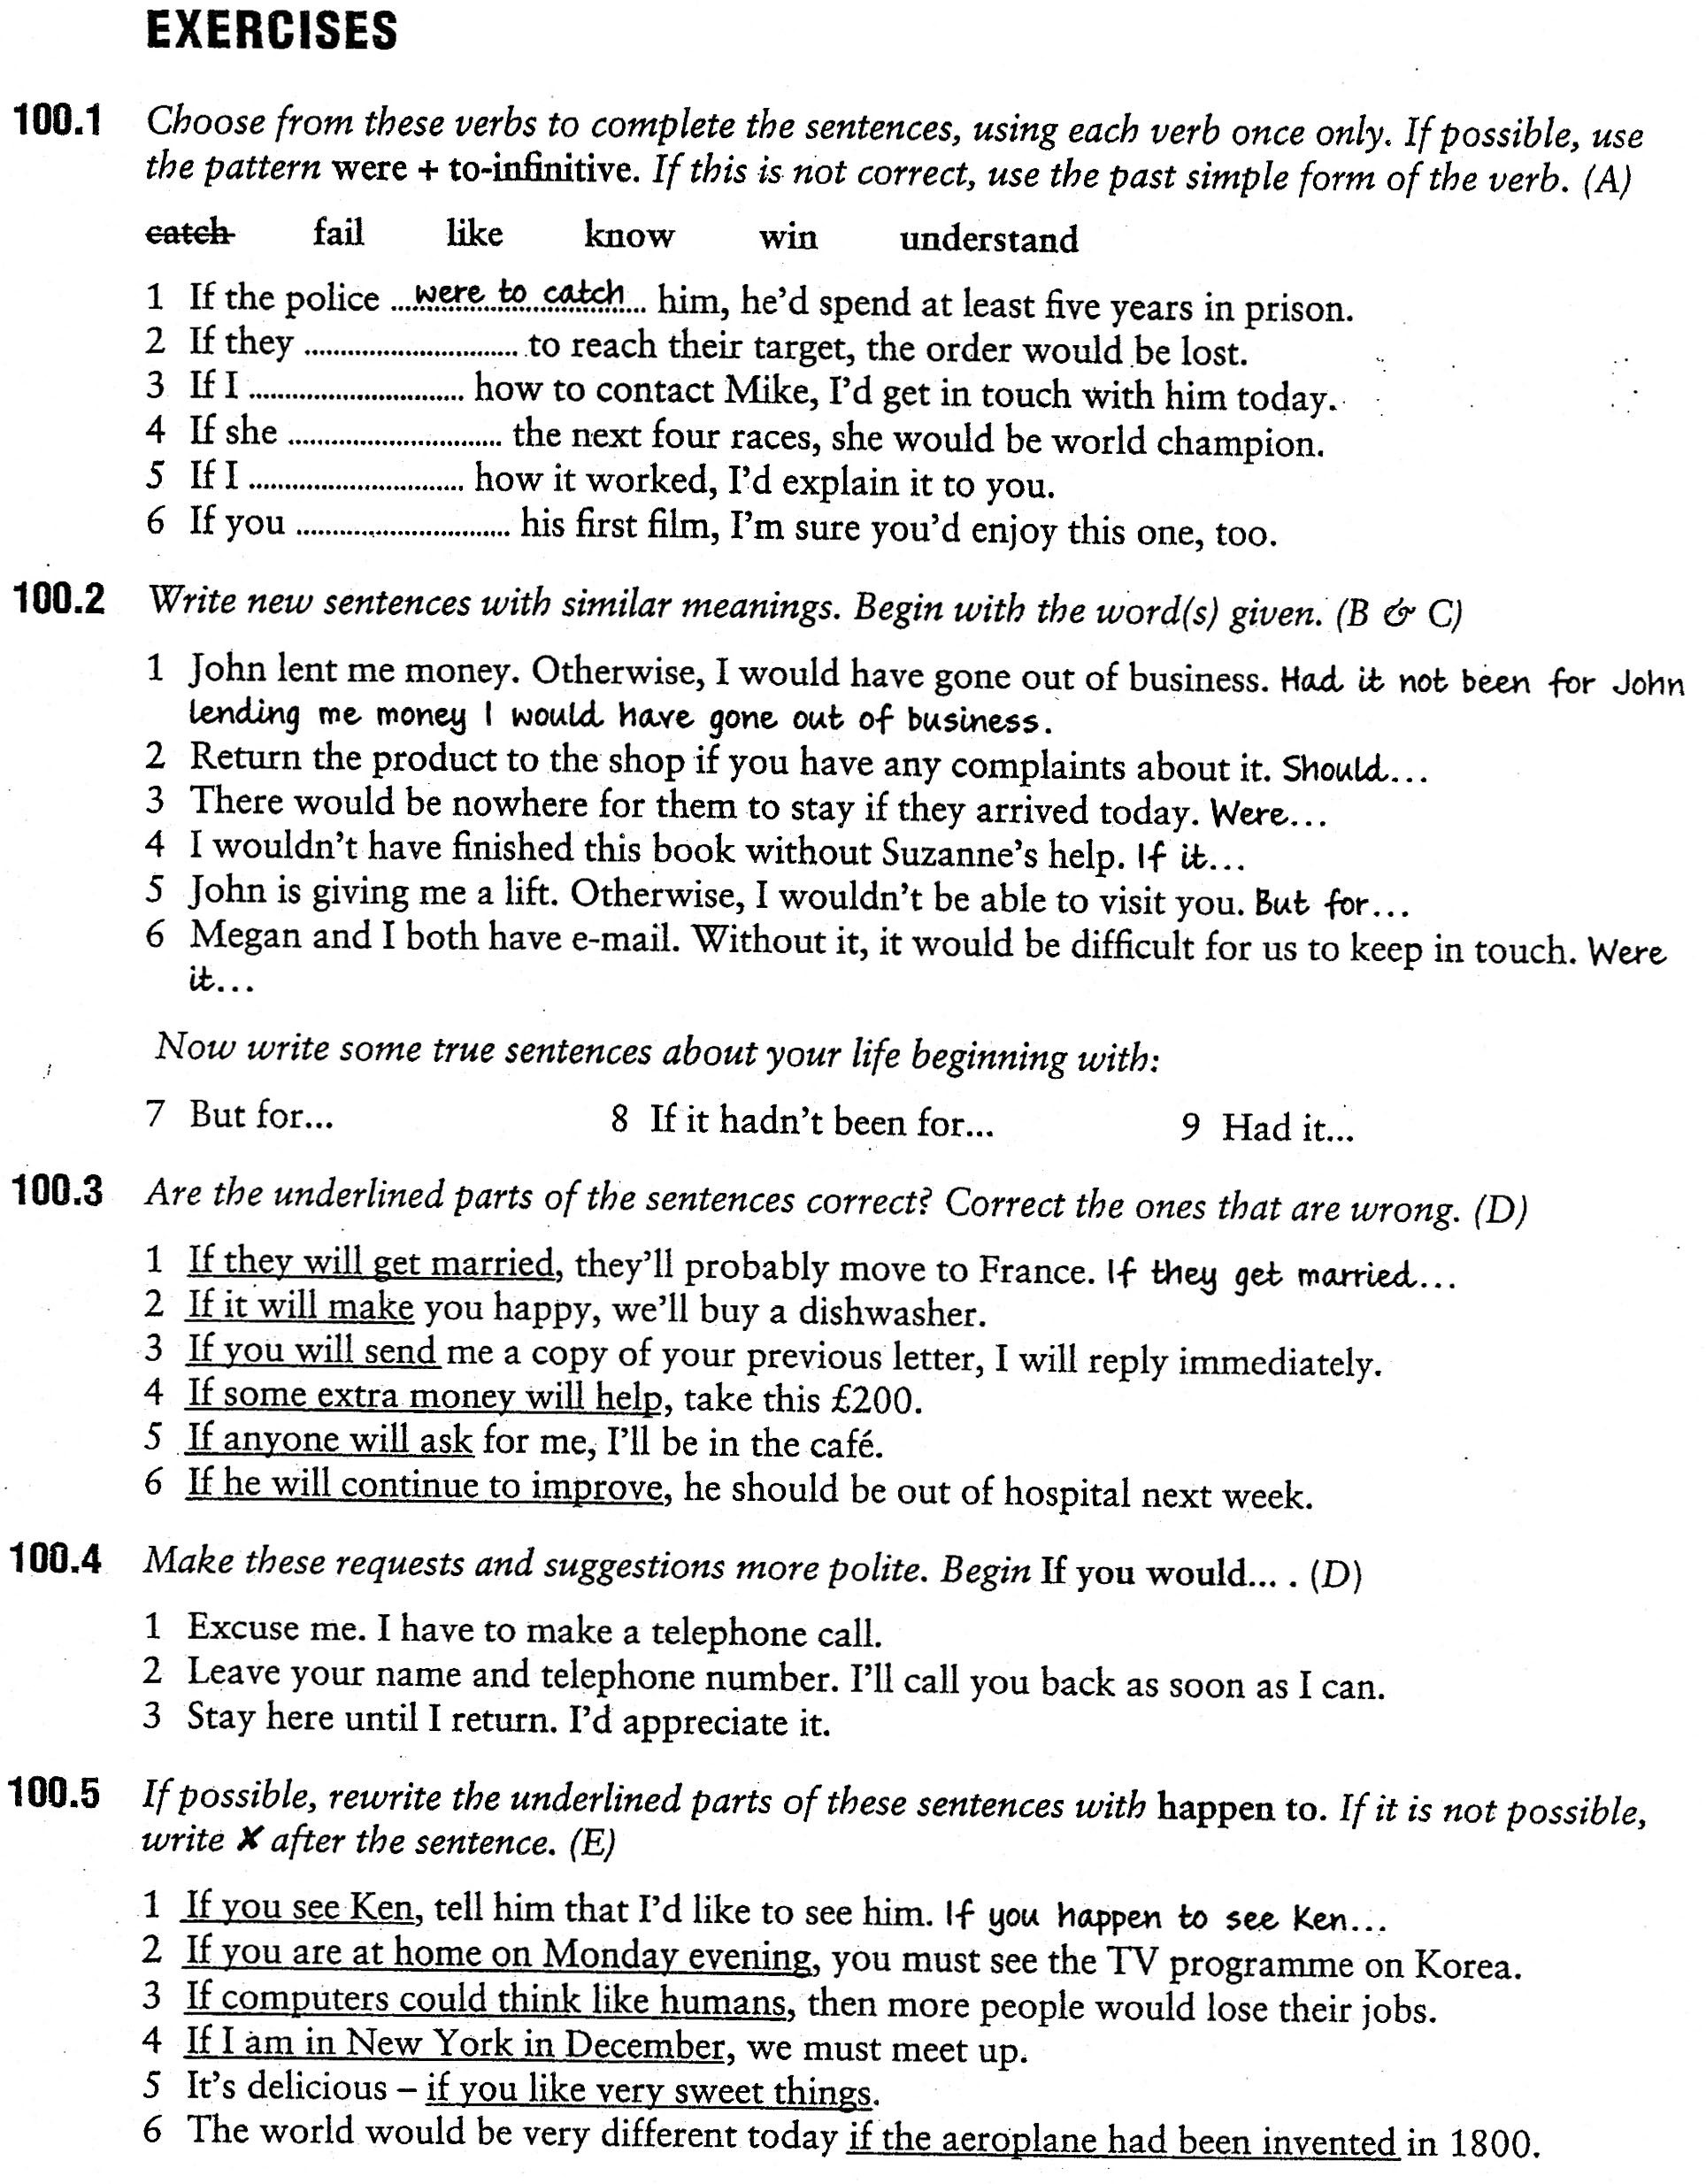 EXERCISES
100.1 Choose from these verbs to complete the sentences, using each verb once only. If possible, use
the pattern were + to-infinitive. If this is not correct, use the past simple form of the verb. (A)
catch fail like know win understand
1 If the police ...were to catch... him, he'd spend at least five years in prison.
2 If they .............................. to reach their target, the order would be lost.
3 If I .............................. how to contact Mike, I'd get in touch with him today.
4 If she .............................. the next four races, she would be world champion.
5 If I .............................. how it worked, I'd explain it to you.
6 If you .............................. his first film, I'm sure you'd enjoy this one, too.
100.2 Write new sentences with similar meanings. Begin with the word(s) given. (B & C)
1 John lent me money. Otherwise, I would have gone out of business. Had it not been for John
lending me money I would have gone out of business.
2 Return the product to the shop if you have any complaints about it. Should...
3 There would be nowhere for them to stay if they arrived today. Were...
4 I wouldn't have finished this book without Suzanne's help. If it...
5 John is giving me a lift. Otherwise, I wouldn't be able to visit you. But for...
6 Megan and I both have e-mail. Without it, it would be difficult for us to keep in touch. Were
it...
Now write some true sentences about your life beginning with:
7 But for... 8 If it hadn't been for... 9 Had it...
100.3 Are the underlined parts of the sentences correct? Correct the ones that are wrong. (D)
1 If they will get married, they'll probably move to France. If they get married...
2 If it will make you happy, we'll buy a dishwasher.
3 If you will send me a copy of your previous letter, I will reply immediately.
4 If some extra money will help, take this £200.
5 If anyone will ask for me, I'll be in the café.
6 If he will continue to improve, he should be out of hospital next week.
100.4 Make these requests and suggestions more polite. Begin If you would... . (D)
1 Excuse me. I have to make a telephone call.
2 Leave your name and telephone number. I'll call you back as soon as I can.
3 Stay here until I return. I'd appreciate it.
100.5 If possible, rewrite the underlined parts of these sentences with happen to. If it is not possible,
write ✗ after the sentence. (E)
1 If you see Ken, tell him that I'd like to see him. If you happen to see Ken...
2 If you are at home on Monday evening, you must see the TV programme on Korea.
3 If computers could think like humans, then more people would lose their jobs.
4 If I am in New York in December, we must meet up.
5 It's delicious – if you like very sweet things.
6 The world would be very different today if the aeroplane had been invented in 1800.